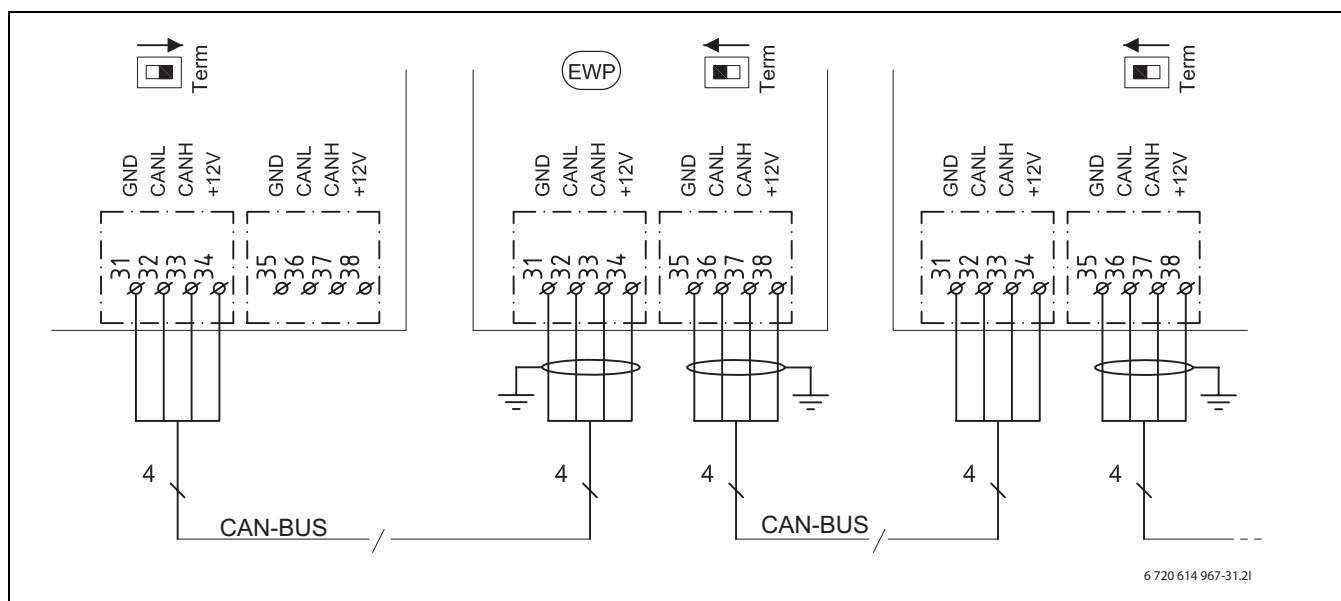 Term
EWP
Term
Term
GND CANL CANH +12V
GND CANL CANH +12V
GND CANL CANH +12V
GND CANL CANH +12V
GND CANL CANH +12V
GND CANL CANH +12V
31 32 33 34
35 36 37 38
31 32 33 34
35 36 37 38
31 32 33 34
35 36 37 38
4
4
4
4
4
CAN-BUS
CAN-BUS
6 720 614 967-31.2I